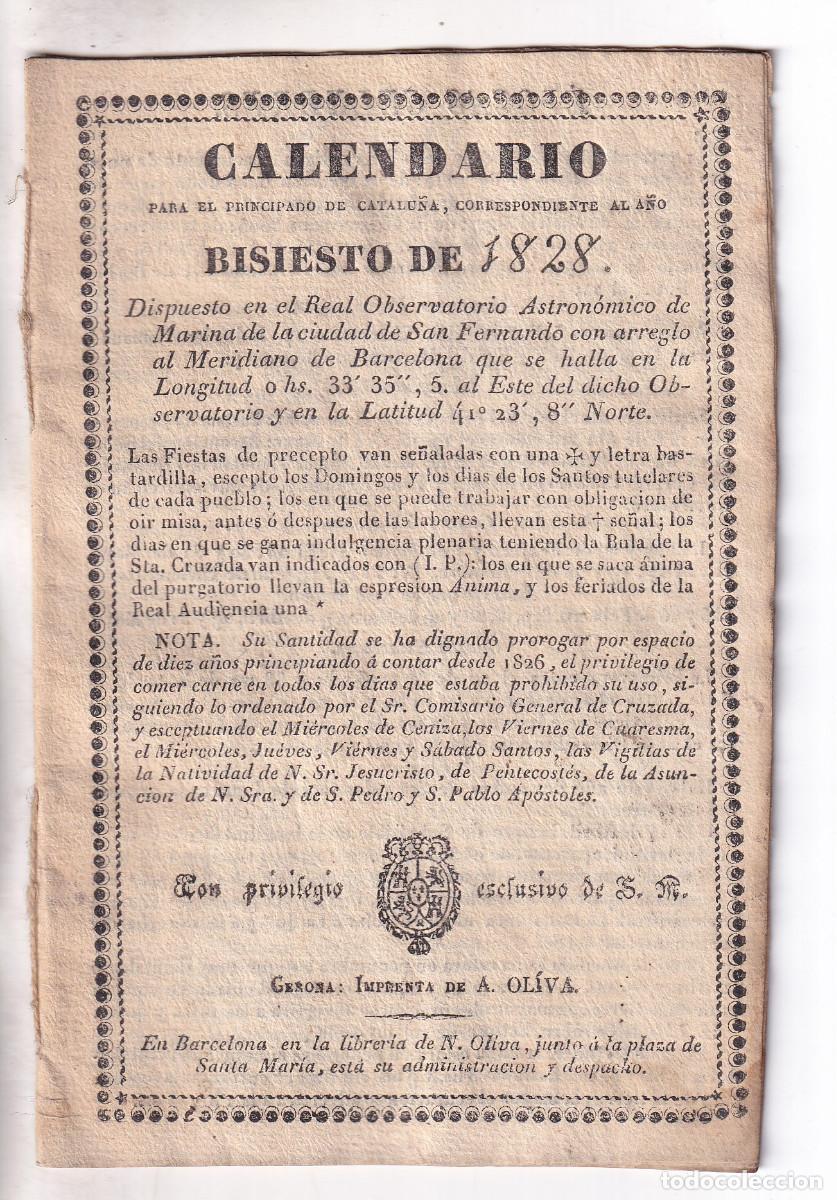 CALENDARIO
PARA EL PRINCIPADO DE CATALUÑA, CORRESPONDIENTE AL AÑO
BISIESTO DE 1828.
Dispuesto en el Real Observatorio Astronómico de
Marina de la ciudad de San Fernando con arreglo
al Meridiano de Barcelona que se halla en la
Longitud 0 hs. 33′ 35″, 5. al Este del dicho Ob-
servatorio y en la Latitud 41º 23′, 8″ Norte.
Las Fiestas de precepto van señaladas con una ✠ y letra bas-
tardilla, escepto los Domingos y los dias de los Santos tutelares
de cada pueblo; los en que se puede trabajar con obligacion de
oir misa, antes ó despues de las labores, llevan esta † señal; los
dias en que se gana indulgencia plenaria teniendo la Bula de la
Sta. Cruzada van indicados con (I. P.): los en que se saca ánima
del purgatorio llevan la espresion Anima, y los feriados de la
Real Audiencia una *
NOTA. Su Santidad se ha dignado prorogar por espacio
de diez años principiando á contar desde 1826, el privilegio de
comer carne en todos los dias que estaba prohibido su uso, si-
guiendo lo ordenado por el Sr. Comisario General de Cruzada,
y esceptuando el Miércoles de Ceniza, los Viernes de Cuaresma,
el Miércoles, Juéves, Viérnes y Sábado Santos, las Vigilias de
la Natividad de N. Sr. Jesucristo, de Pentecostés, de la Asun-
cion de N. Sra. y de S. Pedro y S. Pablo Apóstoles.
Con privilegio esclusivo de S. M.
GERONA: IMPRENTA DE A. OLÍVA.
En Barcelona en la librería de N. Oliva, junto á la plaza de
Santa María, está su administracion y despacho.
todocoleccion